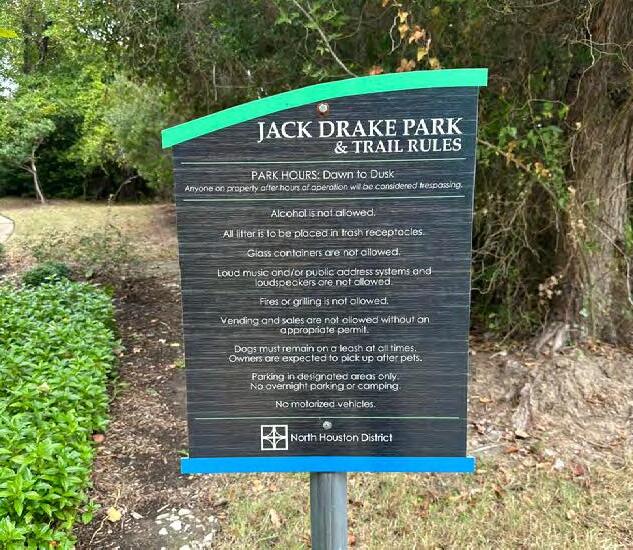 JACK DRAKE PARK
& TRAIL RULES
PARK HOURS: Dawn to Dusk
Anyone on property after hours of operation will be considered trespassing.
Alcohol is not allowed.
All litter is to be placed in trash receptacles.
Glass containers are not allowed.
Loud music and/or public address systems and
loudspeakers are not allowed.
Fires or grilling is not allowed.
Vending and sales are not allowed without an
appropriate permit.
Dogs must remain on a leash at all times.
Owners are expected to pick up after pets.
Parking in designated areas only.
No overnight parking or camping.
No motorized vehicles.
North Houston District